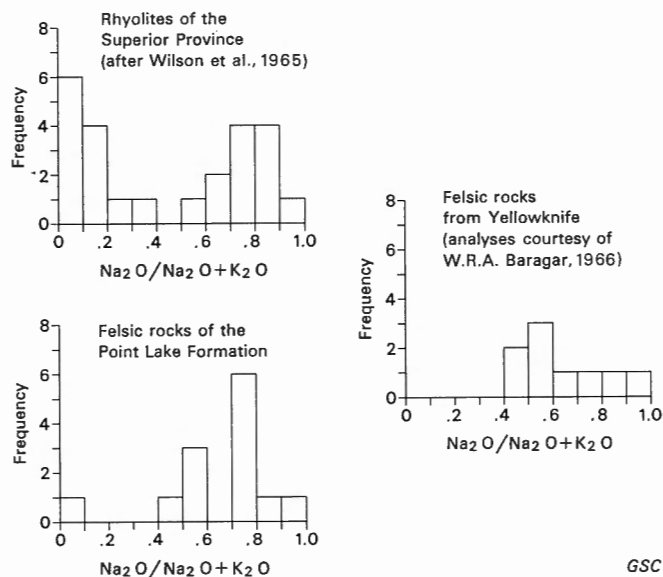 Rhyolites of the
Superior Province
(after Wilson et al., 1965)
8
6
4
2
0
Frequency
0 .2 .4 .6 .8 1.0
Na2O/Na2O+K2O
Felsic rocks of the
Point Lake Formation
8
6
4
2
0
Frequency
0 .2 .4 .6 .8 1.0
Na2O/Na2O+K2O
Felsic rocks
from Yellowknife
(analyses courtesy of
W.R.A. Baragar, 1966)
8
6
4
2
0
Frequency
0 .2 .4 .6 .8 1.0
Na2O/Na2O+K2O
GSC